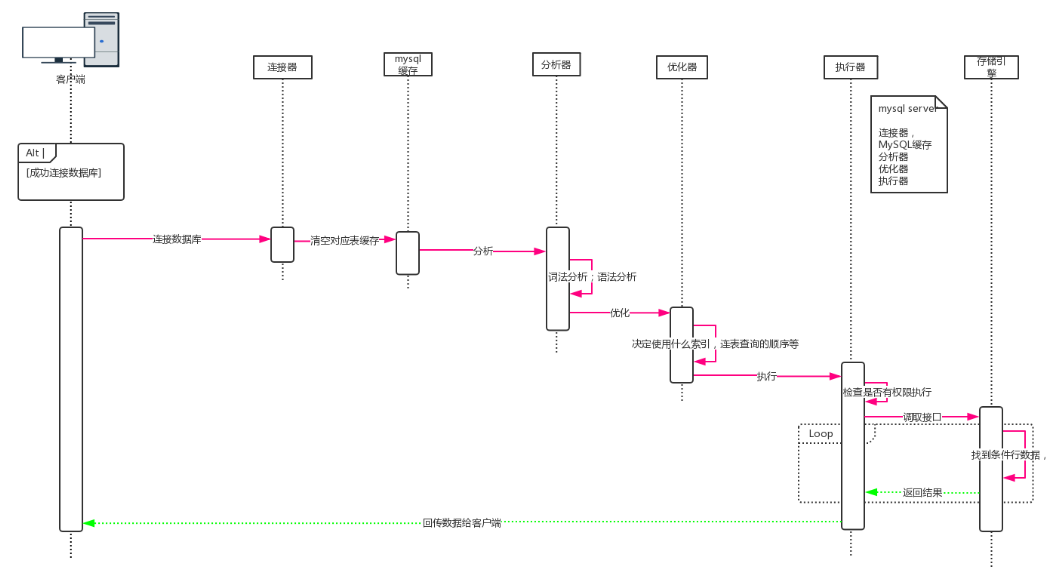 客户端
连接器
mysql
缓存
分析器
优化器
执行器
存储引
擎
mysql server
连接器，
MySQL缓存
分析器
优化器
执行器
Alt
[成功连接数据库]
连接数据库
清空对应表缓存
分析
词法分析；语法分析
优化
决定使用什么索引，连表查询的顺序等
执行
检查是否有权限执行
调取接口
Loop
找到条件行数据，
返回结果
回传数据给客户端